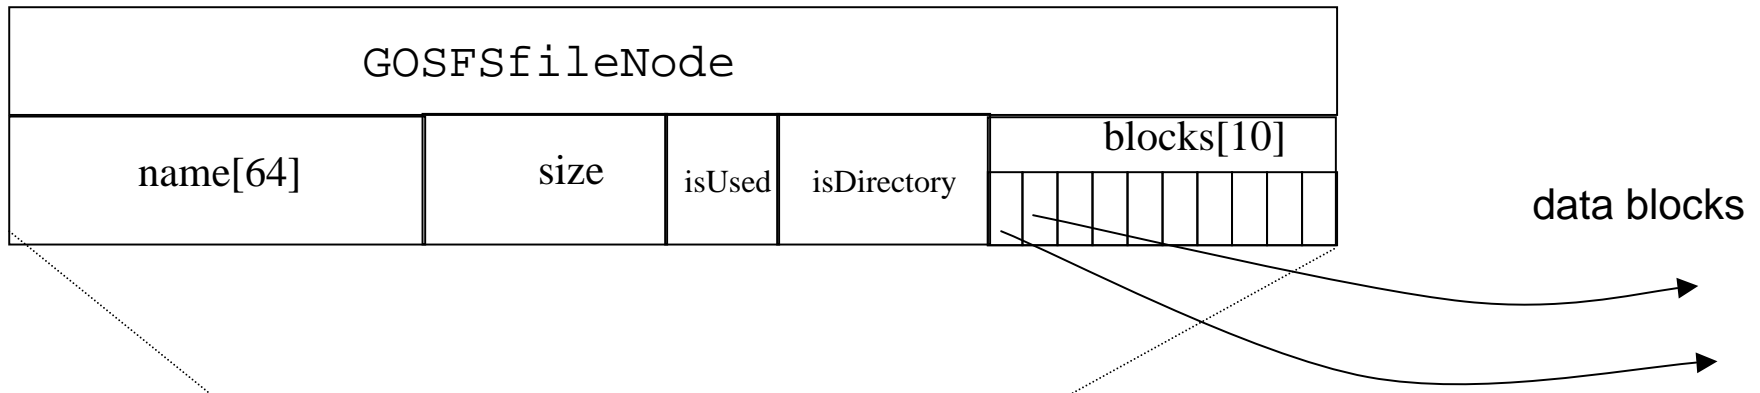 GOSFSfileNode
name[64]
size
isUsed
isDirectory
blocks[10]
data blocks